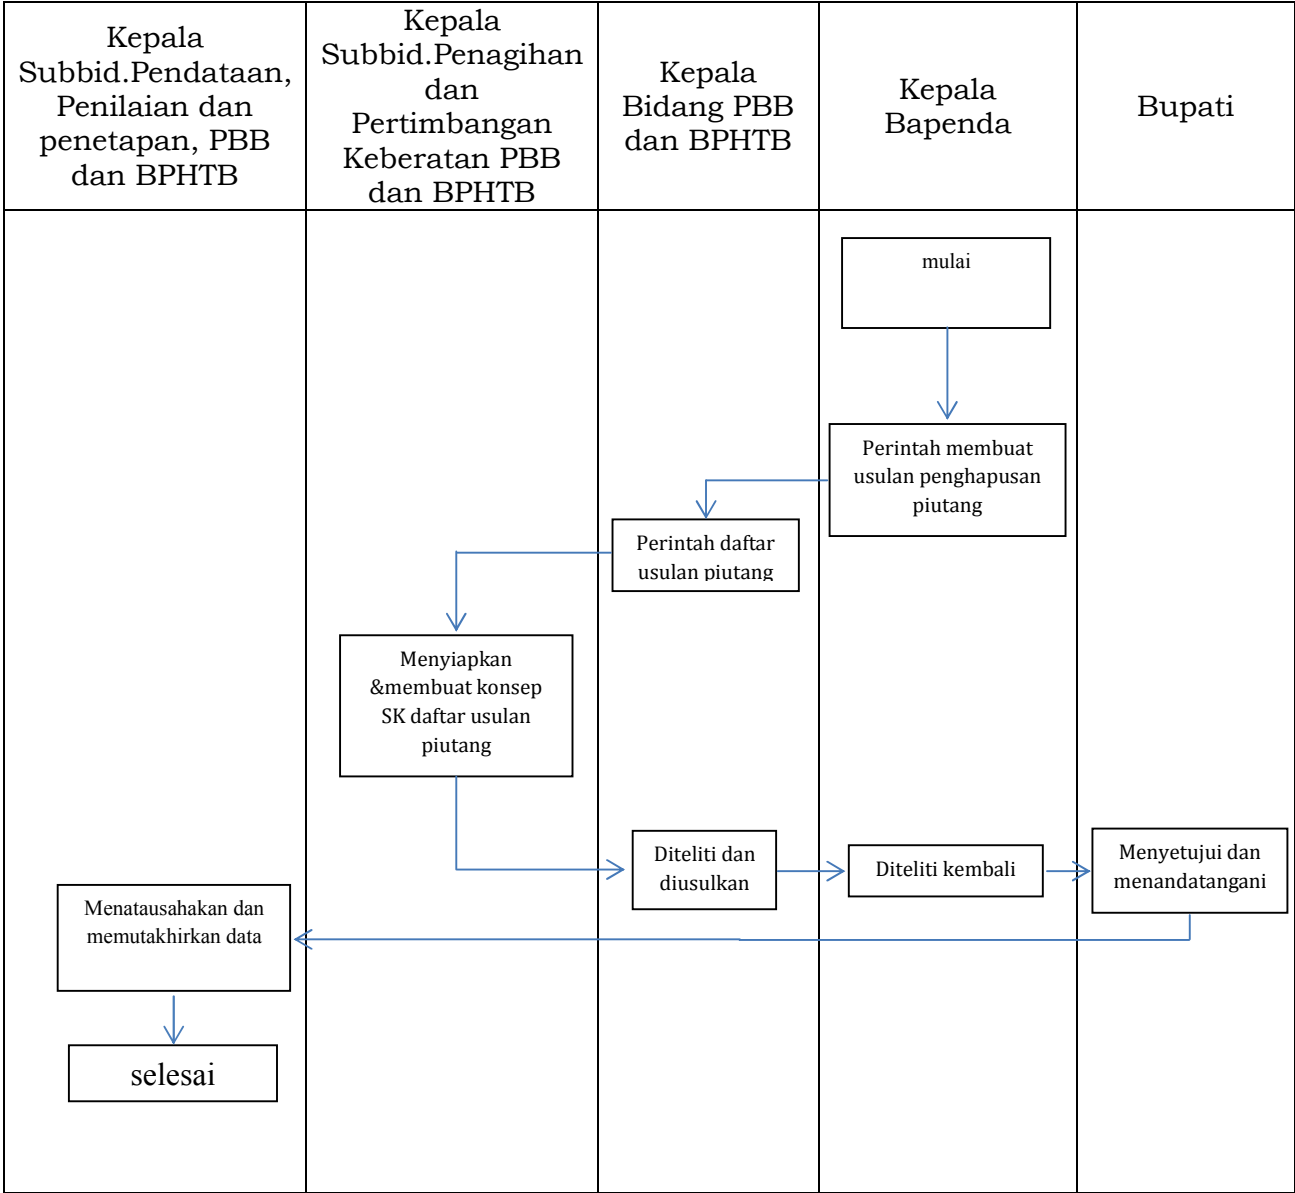 Kepala
Subbid.Pendataan,
Penilaian dan
penetapan, PBB
dan BPHTB
Kepala
Subbid.Penagihan
dan
Pertimbangan
Keberatan PBB
dan BPHTB
Kepala
Bidang PBB
dan BPHTB
Kepala
Bapenda
Bupati
mulai
Perintah membuat
usulan penghapusan
piutang
Perintah daftar
usulan piutang
Menyiapkan
&membuat konsep
SK daftar usulan
piutang
Diteliti dan
diusulkan
Diteliti kembali
Menyetujui dan
menandatangani
Menatausahakan dan
memutakhirkan data
selesai